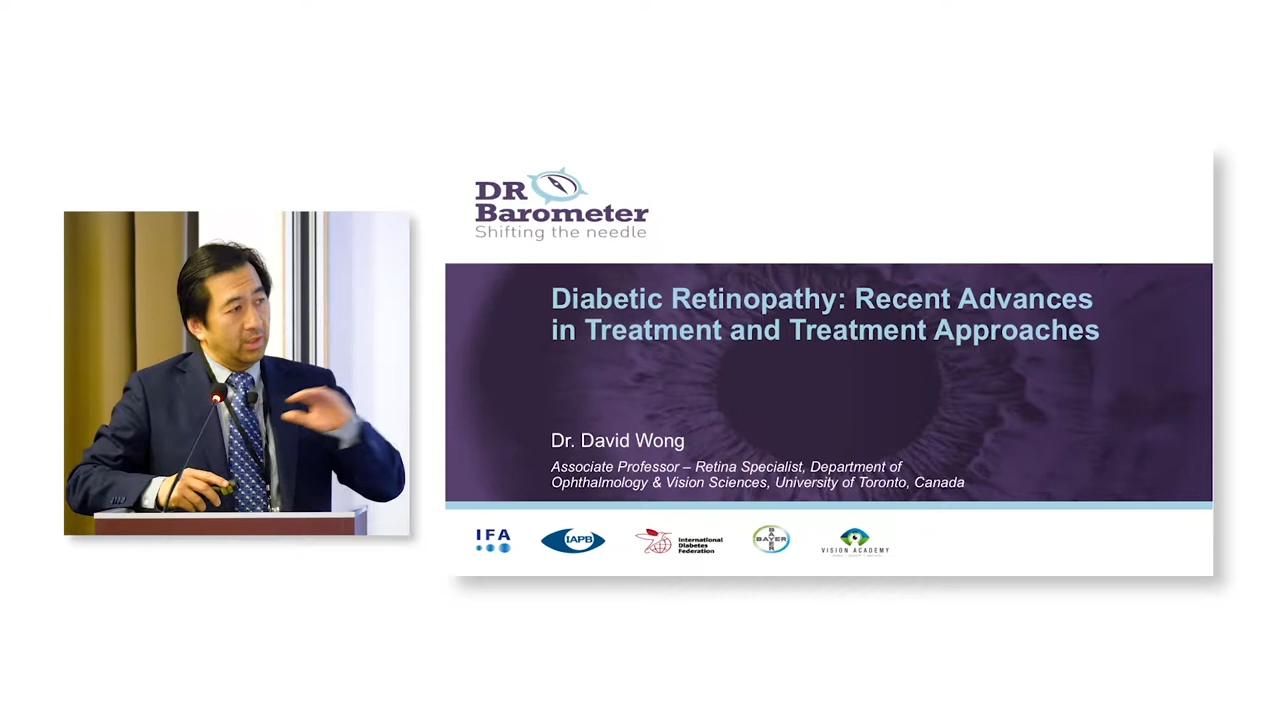 DR
Barometer
Shifting the needle
Diabetic Retinopathy: Recent Advances
in Treatment and Treatment Approaches
Dr. David Wong
Associate Professor – Retina Specialist, Department of
Ophthalmology & Vision Sciences, University of Toronto, Canada
IFA
IAPB
International
Diabetes
Federation
BAYER
BAYER
VISION ACADEMY